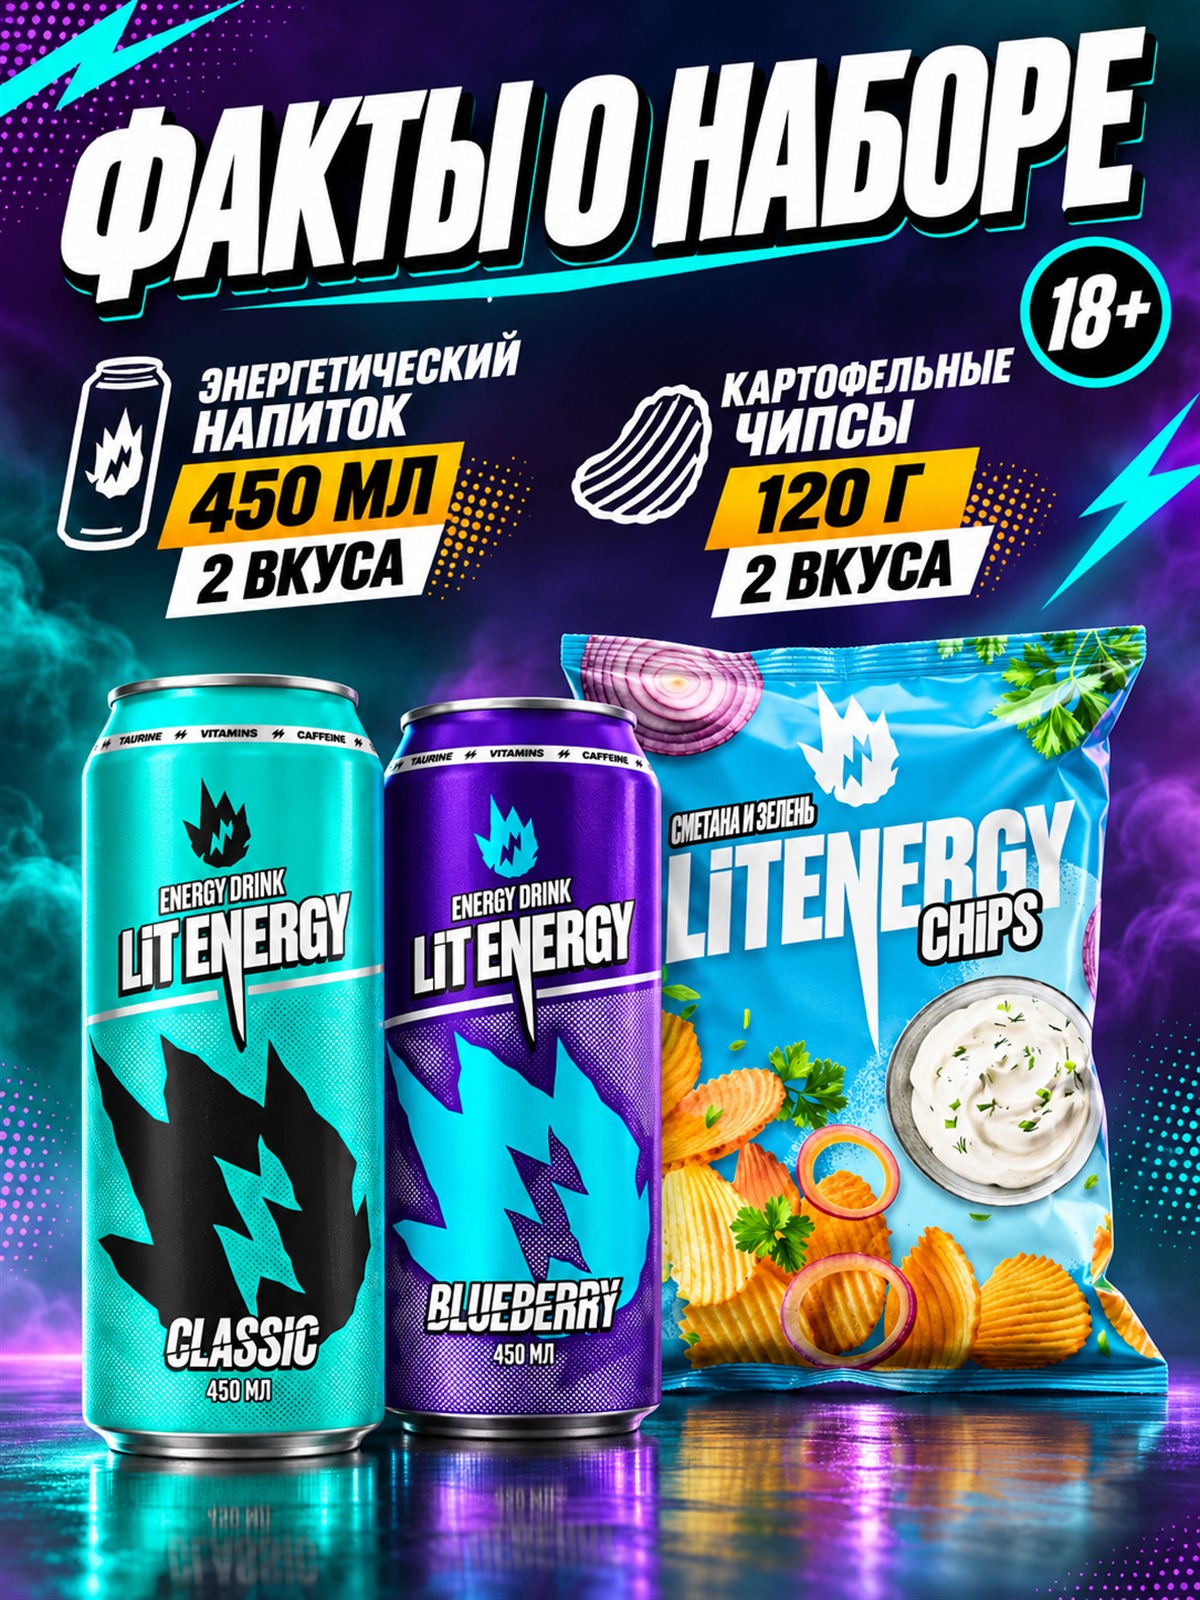 ФАКТЫ О НАБОРЕ
18+
ЭНЕРГЕТИЧЕСКИЙ
НАПИТОК
450 МЛ
2 ВКУСА
КАРТОФЕЛЬНЫЕ
ЧИПСЫ
120 Г
2 ВКУСА
TAURINE VITAMINS CAFFEINE
ENERGY DRINK
LIT ENERGY
CLASSIC
450 МЛ
TAURINE VITAMINS CAFFEINE
ENERGY DRINK
LIT ENERGY
BLUEBERRY
450 МЛ
СМЕТАНА И ЗЕЛЕНЬ
LITENERGY
CHIPS